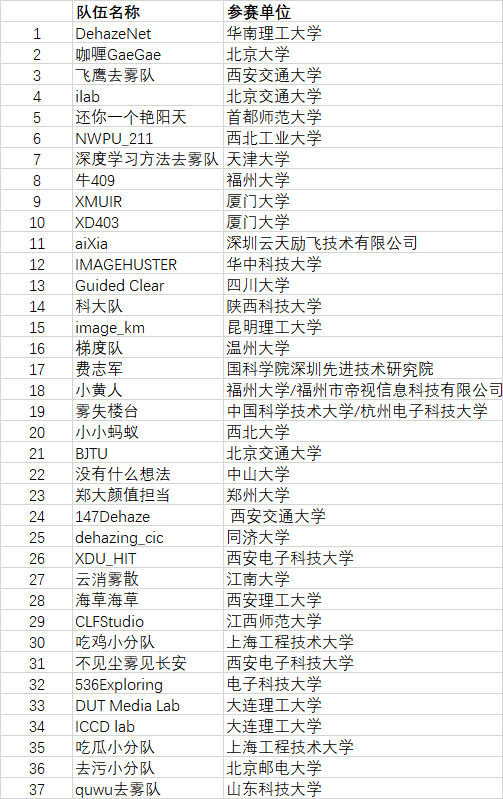 队伍名称 参赛单位
1 DehazeNet 华南理工大学
2 咖喱GaeGae 北京大学
3 飞鹰去雾队 西安交通大学
4 ilab 北京交通大学
5 还你一个艳阳天 首都师范大学
6 NWPU_211 西北工业大学
7 深度学习方法去雾队 天津大学
8 牛409 福州大学
9 XMUIR 厦门大学
10 XD403 厦门大学
11 aiXia 深圳云天励飞技术有限公司
12 IMAGEHUSTER 华中科技大学
13 Guided Clear 四川大学
14 科大队 陕西科技大学
15 image_km 昆明理工大学
16 梯度队 温州大学
17 费志军 国科学院深圳先进技术研究院
18 小黄人 福州大学/福州市帝视信息科技有限公司
19 雾失楼台 中国科学技术大学/杭州电子科技大学
20 小小蚂蚁 西北大学
21 BJTU 北京交通大学
22 没有什么想法 中山大学
23 郑大颜值担当 郑州大学
24 147Dehaze 西安交通大学
25 dehazing_cic 同济大学
26 XDU_HIT 西安电子科技大学
27 云消雾散 江南大学
28 海草海草 西安理工大学
29 CLFStudio 江西师范大学
30 吃鸡小分队 上海工程技术大学
31 不见尘雾见长安 西安电子科技大学
32 536Exploring 电子科技大学
33 DUT Media Lab 大连理工大学
34 ICCD lab 大连理工大学
35 吃瓜小分队 上海工程技术大学
36 去污小分队 北京邮电大学
37 quwu去雾队 山东科技大学